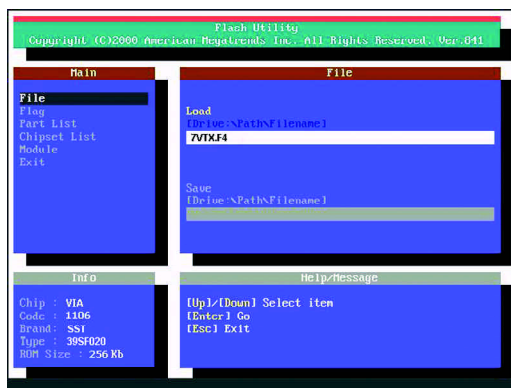 Flash Utility
Copyright (C)2000 American Megatrends Inc. All Rights Reserved. Ver.841
Main
File
Flag
Part List
Chipset List
Module
Exit
File
Load
[Drive:\Path\Filename]
7VTX.F4
Save
[Drive:\Path\Filename]
Info
Chip : VIA
Code : 1106
Brand: SST
Type : 39SF020
ROM Size : 256 Kb
Help/Message
[Up]/[Down] Select item
[Enter] Go
[Esc] Exit